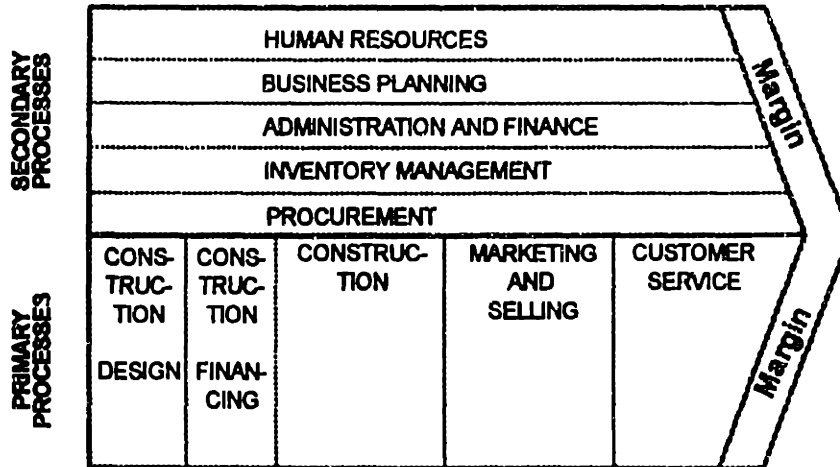 SECONDARY
PROCESSES
HUMAN RESOURCES
BUSINESS PLANNING
ADMINISTRATION AND FINANCE
INVENTORY MANAGEMENT
PROCUREMENT
Margin
PRIMARY
PROCESSES
CONS-
TRUC-
TION
DESIGN
CONS-
TRUC-
TION
FINAN-
CING
CONSTRUC-
TION
MARKETING
AND
SELLING
CUSTOMER
SERVICE
Margin